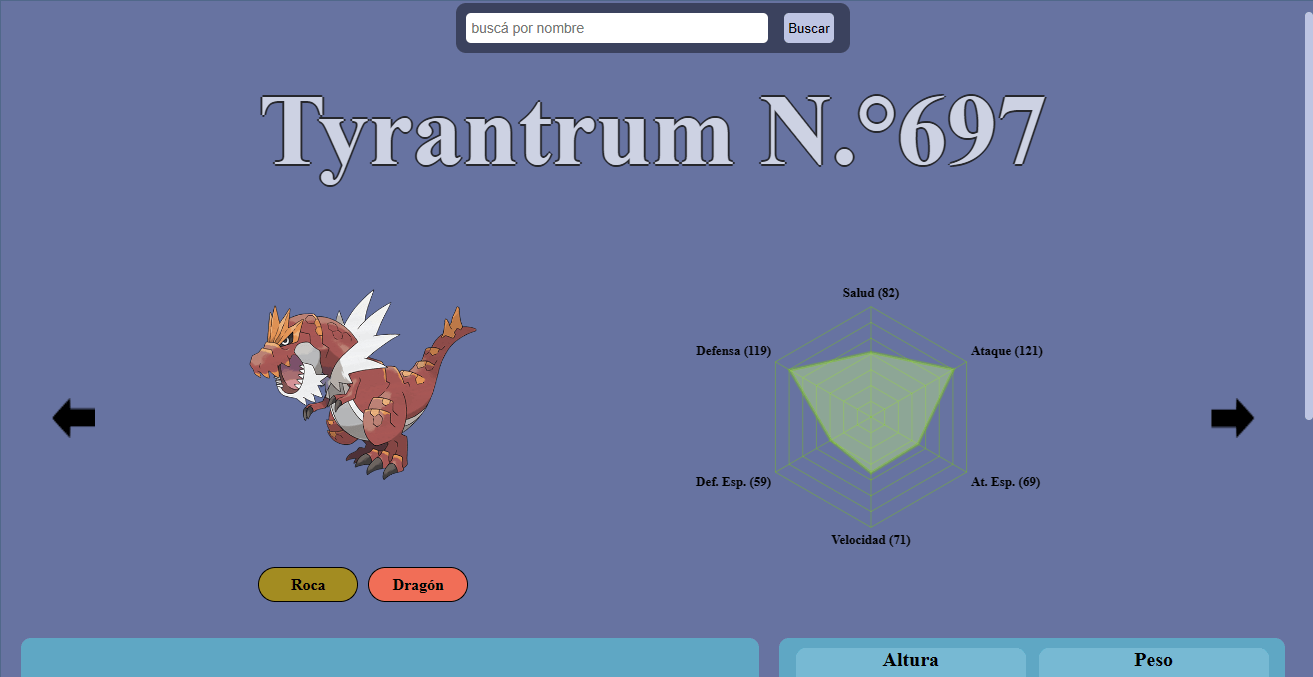 buscá por nombre
Buscar
Tyrantrum N.°697
Salud (82)
Defensa (119)
Ataque (121)
Def. Esp. (59)
At. Esp. (69)
Velocidad (71)
Roca
Dragón
Altura
Peso